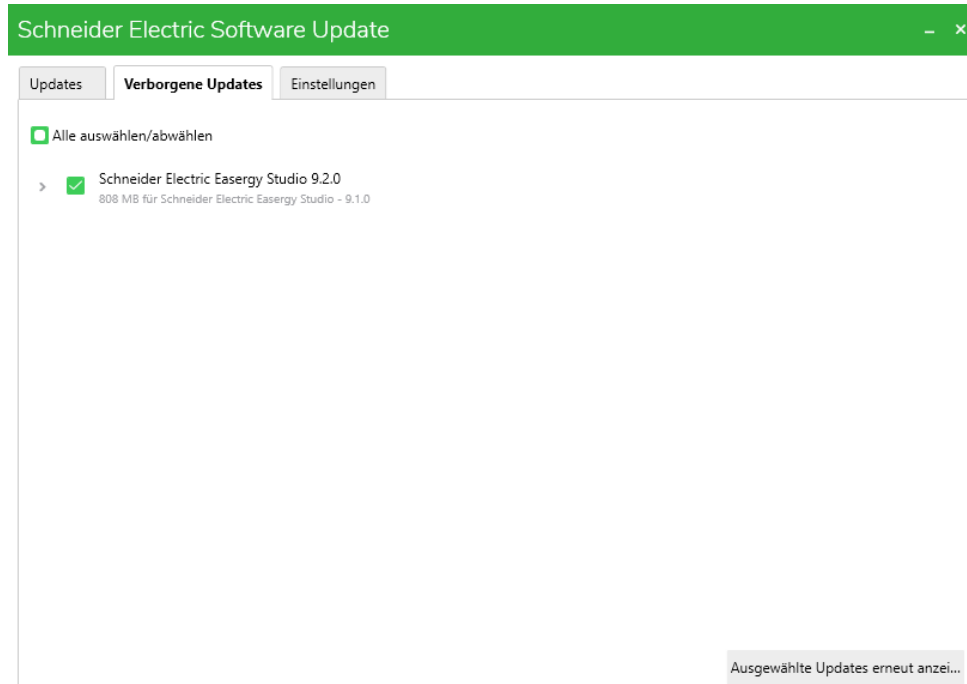 Schneider Electric Software Update
Updates
Verborgene Updates
Einstellungen
Alle auswählen/abwählen
Schneider Electric Easergy Studio 9.2.0
808 MB für Schneider Electric Easergy Studio - 9.1.0
Ausgewählte Updates erneut anzei...